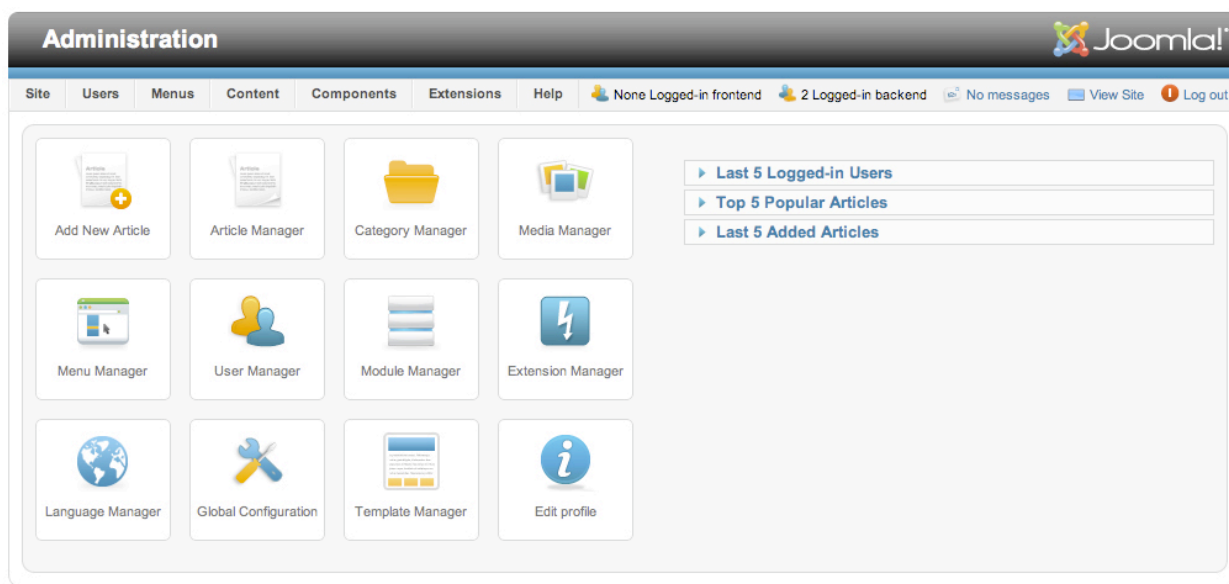 Administration
Joomla!
Site Users Menus Content Components Extensions Help None Logged-in frontend 2 Logged-in backend No messages View Site Log out
Add New Article Article Manager Category Manager Media Manager
Last 5 Logged-in Users
Top 5 Popular Articles
Last 5 Added Articles
Menu Manager User Manager Module Manager Extension Manager
Language Manager Global Configuration Template Manager Edit profile